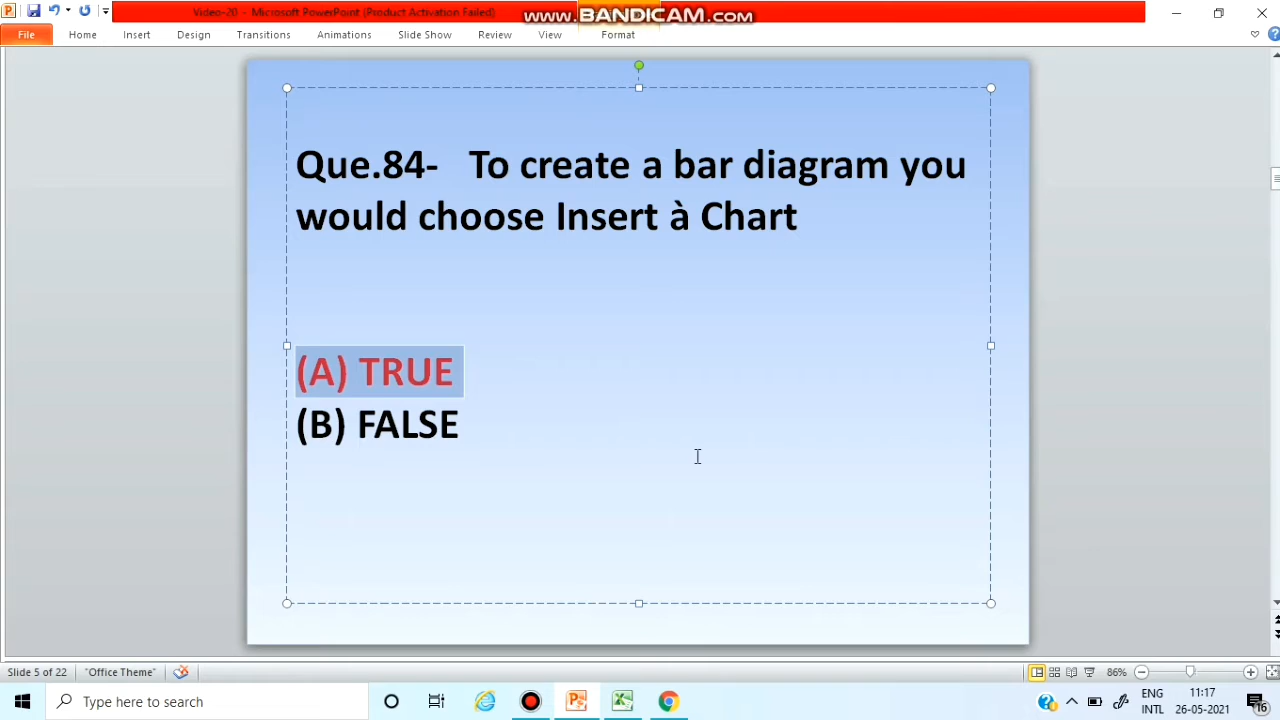 Video-20 - Microsoft PowerPoint (Product Activation Failed)
www.BANDICAM.com
File Home Insert Design Transitions Animations Slide Show Review View Format
Que.84- To create a bar diagram you
would choose Insert à Chart
(A) TRUE
(B) FALSE
Slide 5 of 22 "Office Theme" 86%
Type here to search
ENG
INTL
11:17
26-05-2021
16